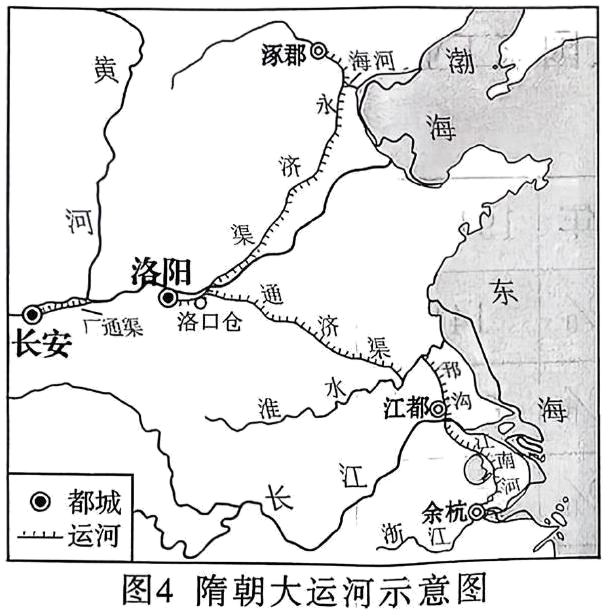 涿郡
海河
渤海
黄河
永济渠
洛阳
洛口仓
通济渠
东海
长安
广通渠
淮水
邗沟
江都
江南河
长江
余杭
浙江
都城
运河
图4 隋朝大运河示意图